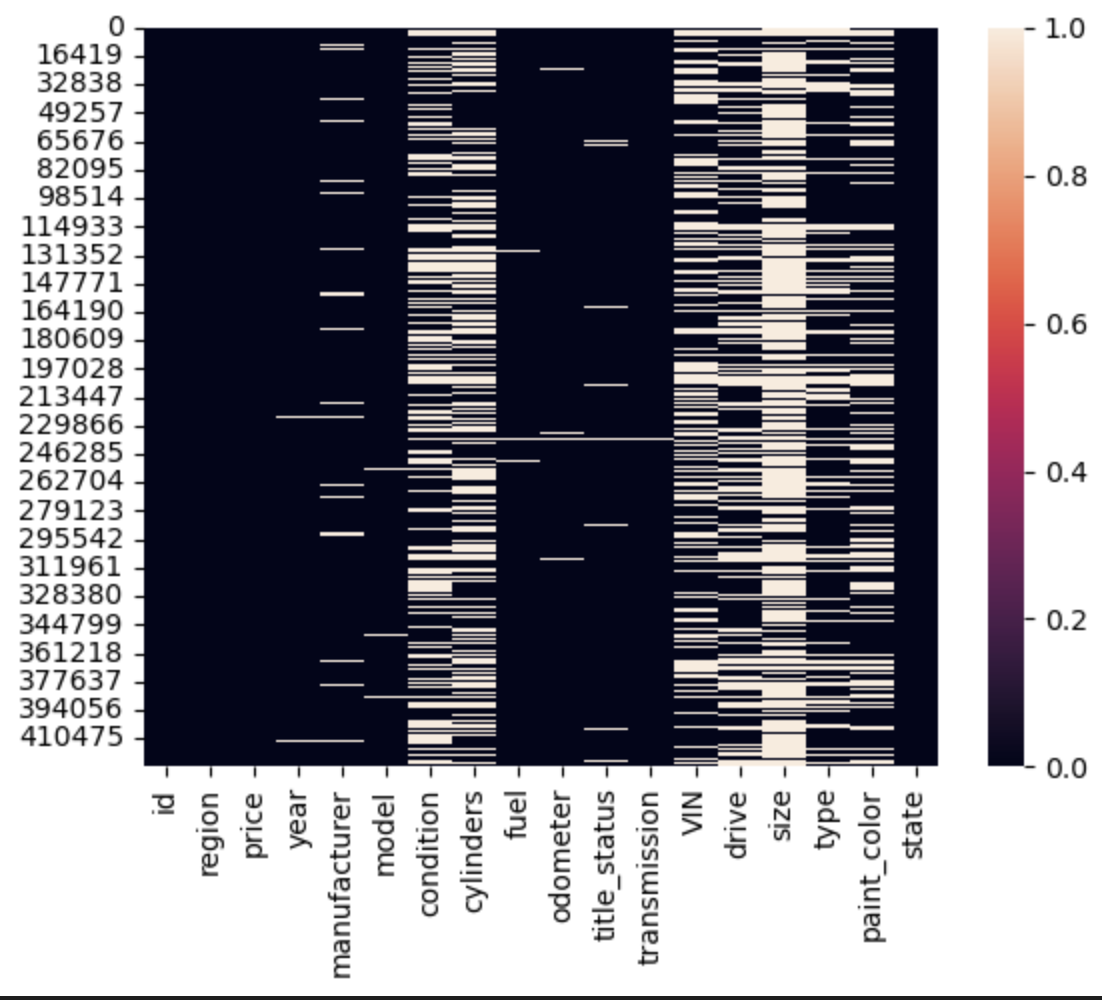 0
16419
32838
49257
65676
82095
98514
114933
131352
147771
164190
180609
197028
213447
229866
246285
262704
279123
295542
311961
328380
344799
361218
377637
394056
410475
id
region
price
year
manufacturer
model
condition
cylinders
fuel
odometer
title_status
transmission
VIN
drive
size
type
paint_color
state
1.0
0.8
0.6
0.4
0.2
0.0